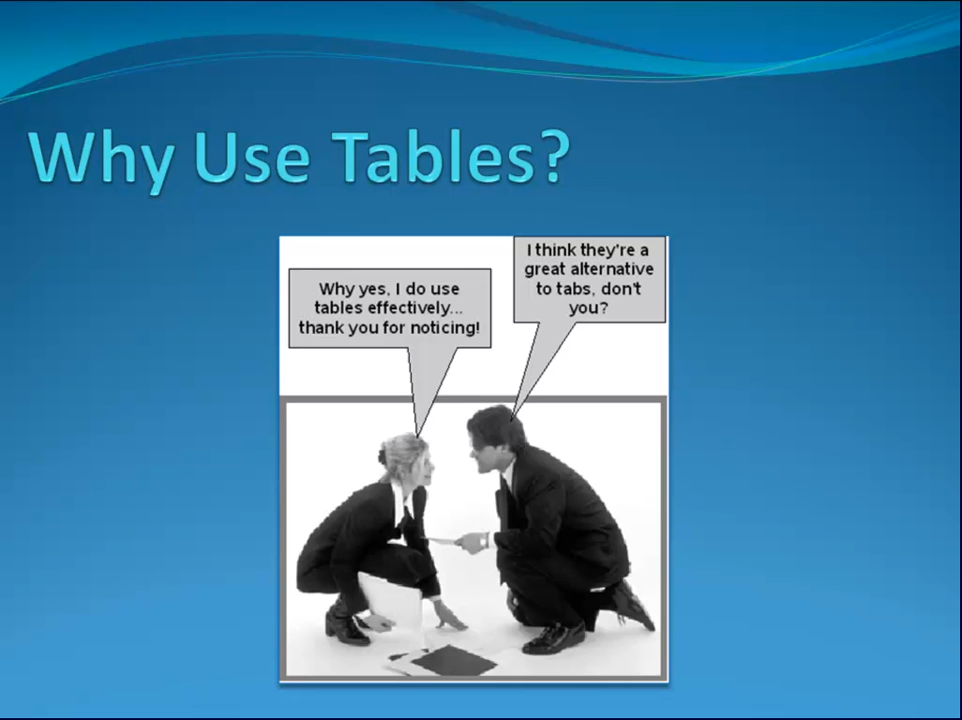 Why Use Tables?
Why yes, I do use
tables effectively...
thank you for noticing!
I think they're a
great alternative
to tabs, don't
you?